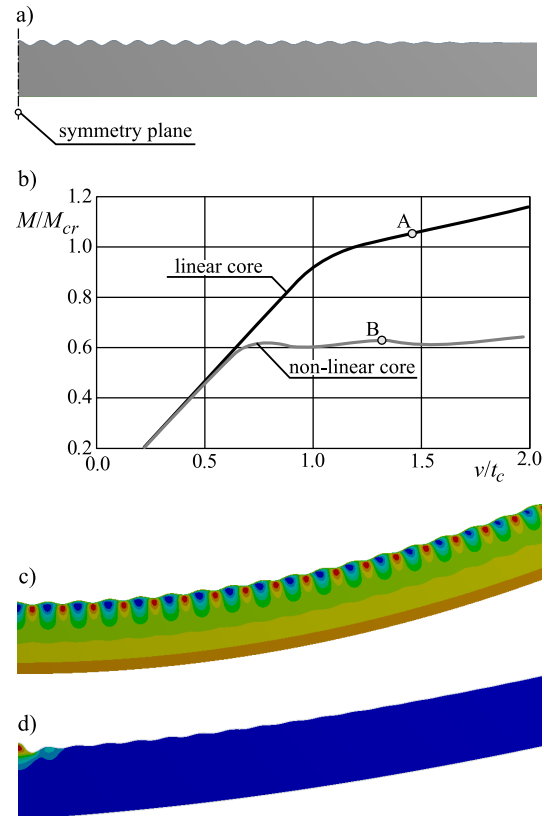 a)
symmetry plane
b)
M/Mcr
1.2
1.0
0.8
0.6
0.4
0.2
A
linear core
B
non-linear core
0.0
0.5
1.0
1.5
2.0
v/tc
c)
d)